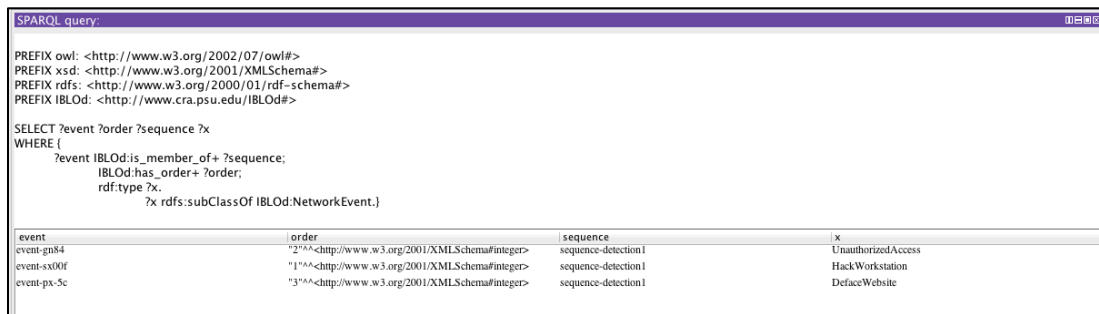 SPARQL query:
PREFIX owl: <http://www.w3.org/2002/07/owl#>
PREFIX xsd: <http://www.w3.org/2001/XMLSchema#>
PREFIX rdfs: <http://www.w3.org/2000/01/rdf-schema#>
PREFIX IBLOd: <http://www.cra.psu.edu/IBLOd#>
SELECT ?event ?order ?sequence ?x
WHERE {
?event IBLOd:is_member_of+ ?sequence;
IBLOd:has_order+ ?order;
rdf:type ?x.
?x rdfs:subClassOf IBLOd:NetworkEvent.}
event order sequence x
event-gn84 "2"^^<http://www.w3.org/2001/XMLSchema#integer> sequence-detection1 UnauthorizedAccess
event-sx00f "1"^^<http://www.w3.org/2001/XMLSchema#integer> sequence-detection1 HackWorkstation
event-px-5c "3"^^<http://www.w3.org/2001/XMLSchema#integer> sequence-detection1 DefaceWebsite